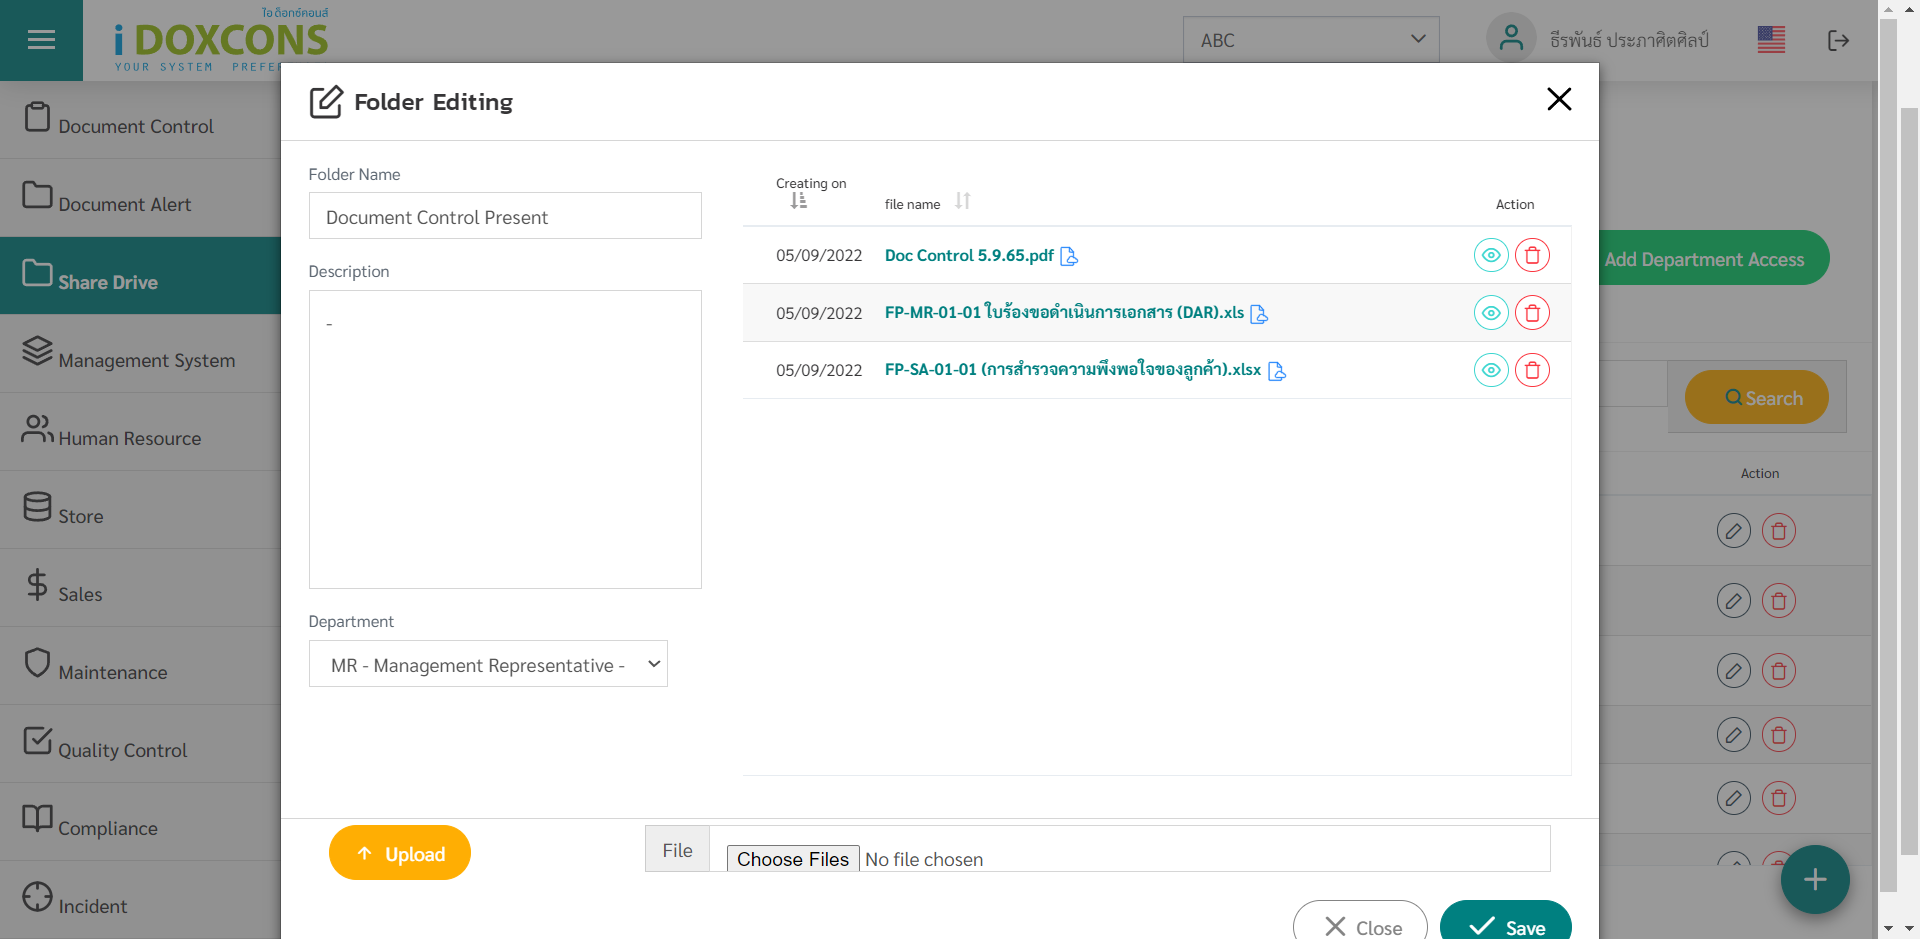 ไอด็อกซ์คอนส์
i DOXCONS
YOUR SYSTEM
ABC
ธีรพันธ์ ประภาศิตศิลป์
Document Control
Document Alert
Share Drive
Management System
Human Resource
Store
Sales
Maintenance
Quality Control
Compliance
Incident
Folder Editing
Folder Name
Document Control Present
Description
-
Department
MR - Management Representative -
Creating on
file name
Action
05/09/2022 Doc Control 5.9.65.pdf
05/09/2022 FP-MR-01-01 ใบร้องขอดำเนินการเอกสาร (DAR).xls
05/09/2022 FP-SA-01-01 (การสำรวจความพึงพอใจของลูกค้า).xlsx
Upload
File
Choose Files No file chosen
Close
Save
Add Department Access
Search
Action